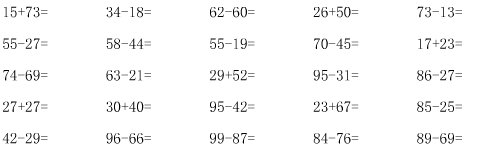 15+73= 34-18= 62-60= 26+50= 73-13=
55-27= 58-44= 55-19= 70-45= 17+23=
74-69= 63-21= 29+52= 95-31= 86-27=
27+27= 30+40= 95-42= 23+67= 85-25=
42-29= 96-66= 99-87= 84-76= 89-69=